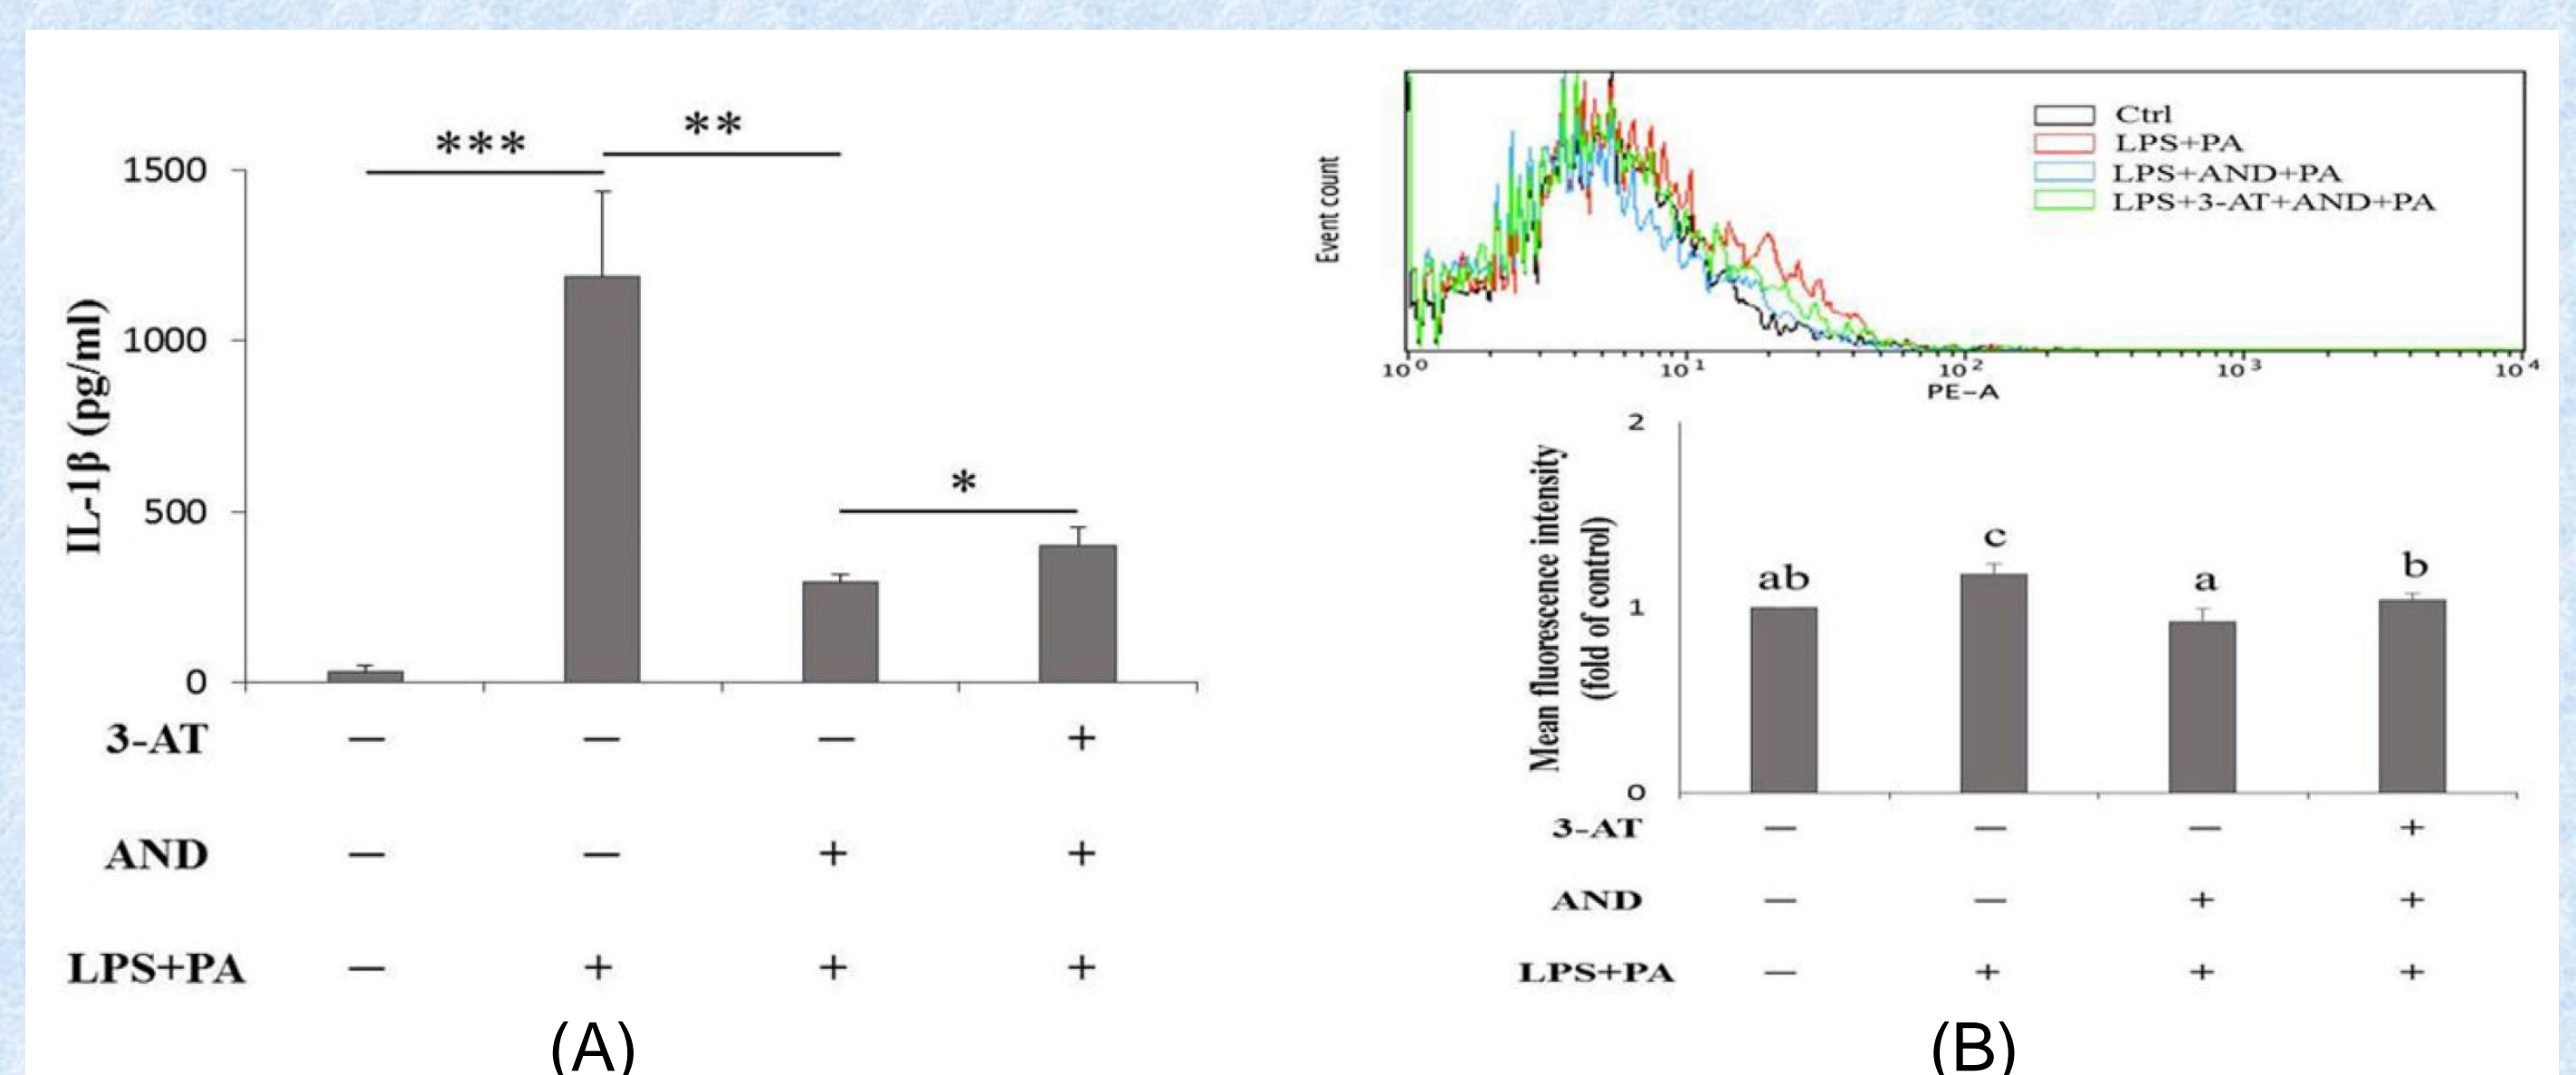 *** **
1500
1000
500
0
IL-1β (pg/ml)
*
3-AT — — — +
AND — — + +
LPS+PA — + + +
(A)
Event count
Ctrl
LPS+PA
LPS+AND+PA
LPS+3-AT+AND+PA
10⁰ 10¹ 10² 10³ 10⁴
PE-A
Mean fluorescence intensity
(fold of control)
2
1
0
ab c a b
3-AT — — — +
AND — — + +
LPS+PA — + + +
(B)